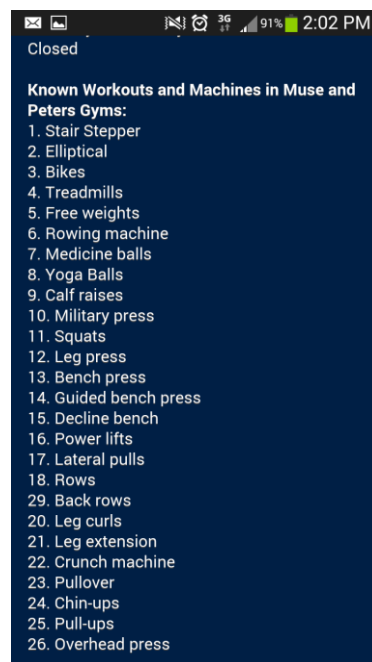 3G
91%
2:02 PM
Closed
Known Workouts and Machines in Muse and
Peters Gyms:
1. Stair Stepper
2. Elliptical
3. Bikes
4. Treadmills
5. Free weights
6. Rowing machine
7. Medicine balls
8. Yoga Balls
9. Calf raises
10. Military press
11. Squats
12. Leg press
13. Bench press
14. Guided bench press
15. Decline bench
16. Power lifts
17. Lateral pulls
18. Rows
29. Back rows
20. Leg curls
21. Leg extension
22. Crunch machine
23. Pullover
24. Chin-ups
25. Pull-ups
26. Overhead press